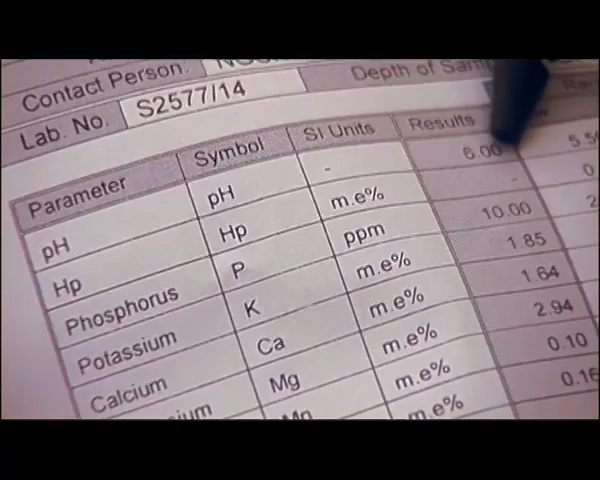 Contact Person:
Depth of
Lab. No. S2577/14
Parameter Symbol SI Units Results
pH pH - 6.00
Hp Hp m.e% -
Phosphorus P ppm 10.00
Potassium K m.e% 1.85
Calcium Ca m.e% 1.64
Mg m.e% 2.94
m.e% 0.10
m.e% 0.16